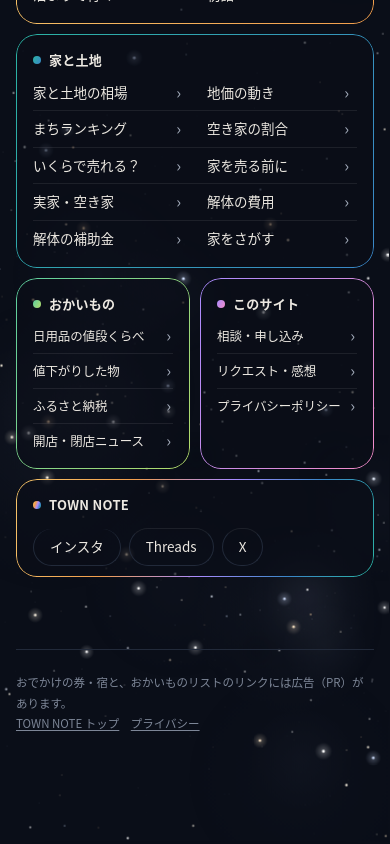 家と土地
家と土地の相場 › 地価の動き ›
まちランキング › 空き家の割合 ›
いくらで売れる？ › 家を売る前に ›
実家・空き家 › 解体の費用 ›
解体の補助金 › 家をさがす ›
おかいもの
日用品の値段くらべ ›
値下がりした物 ›
ふるさと納税 ›
開店・閉店ニュース ›
このサイト
相談・申し込み ›
リクエスト・感想 ›
プライバシーポリシー ›
TOWN NOTE
インスタ Threads X
おでかけの券・宿と、おかいものリストのリンクには広告（PR）が
あります。
TOWN NOTE トップ プライバシー